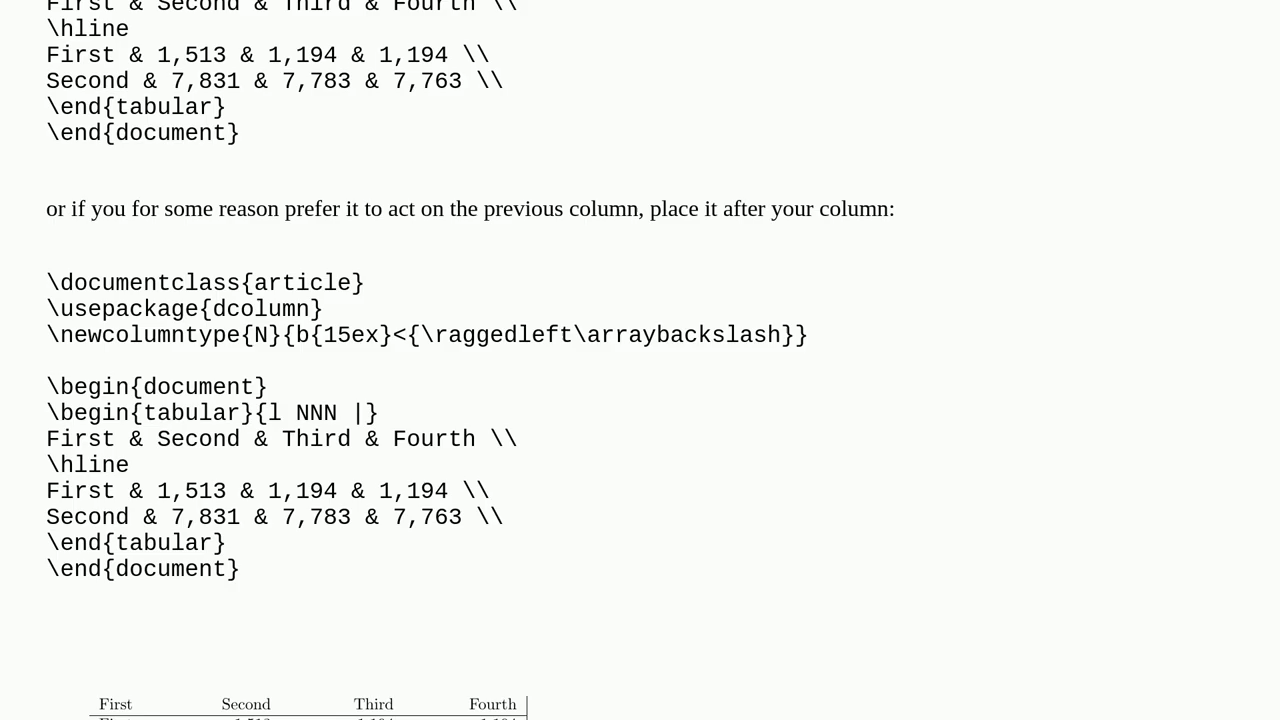 First & Second & Third & Fourth \\
\hline
First & 1,513 & 1,194 & 1,194 \\
Second & 7,831 & 7,783 & 7,763 \\
\end{tabular}
\end{document}
or if you for some reason prefer it to act on the previous column, place it after your column:
\documentclass{article}
\usepackage{dcolumn}
\newcolumntype{N}{b{15ex}<{\raggedleft\arraybackslash}}
\begin{document}
\begin{tabular}{l NNN |}
First & Second & Third & Fourth \\
\hline
First & 1,513 & 1,194 & 1,194 \\
Second & 7,831 & 7,783 & 7,763 \\
\end{tabular}
\end{document}
First Second Third Fourth